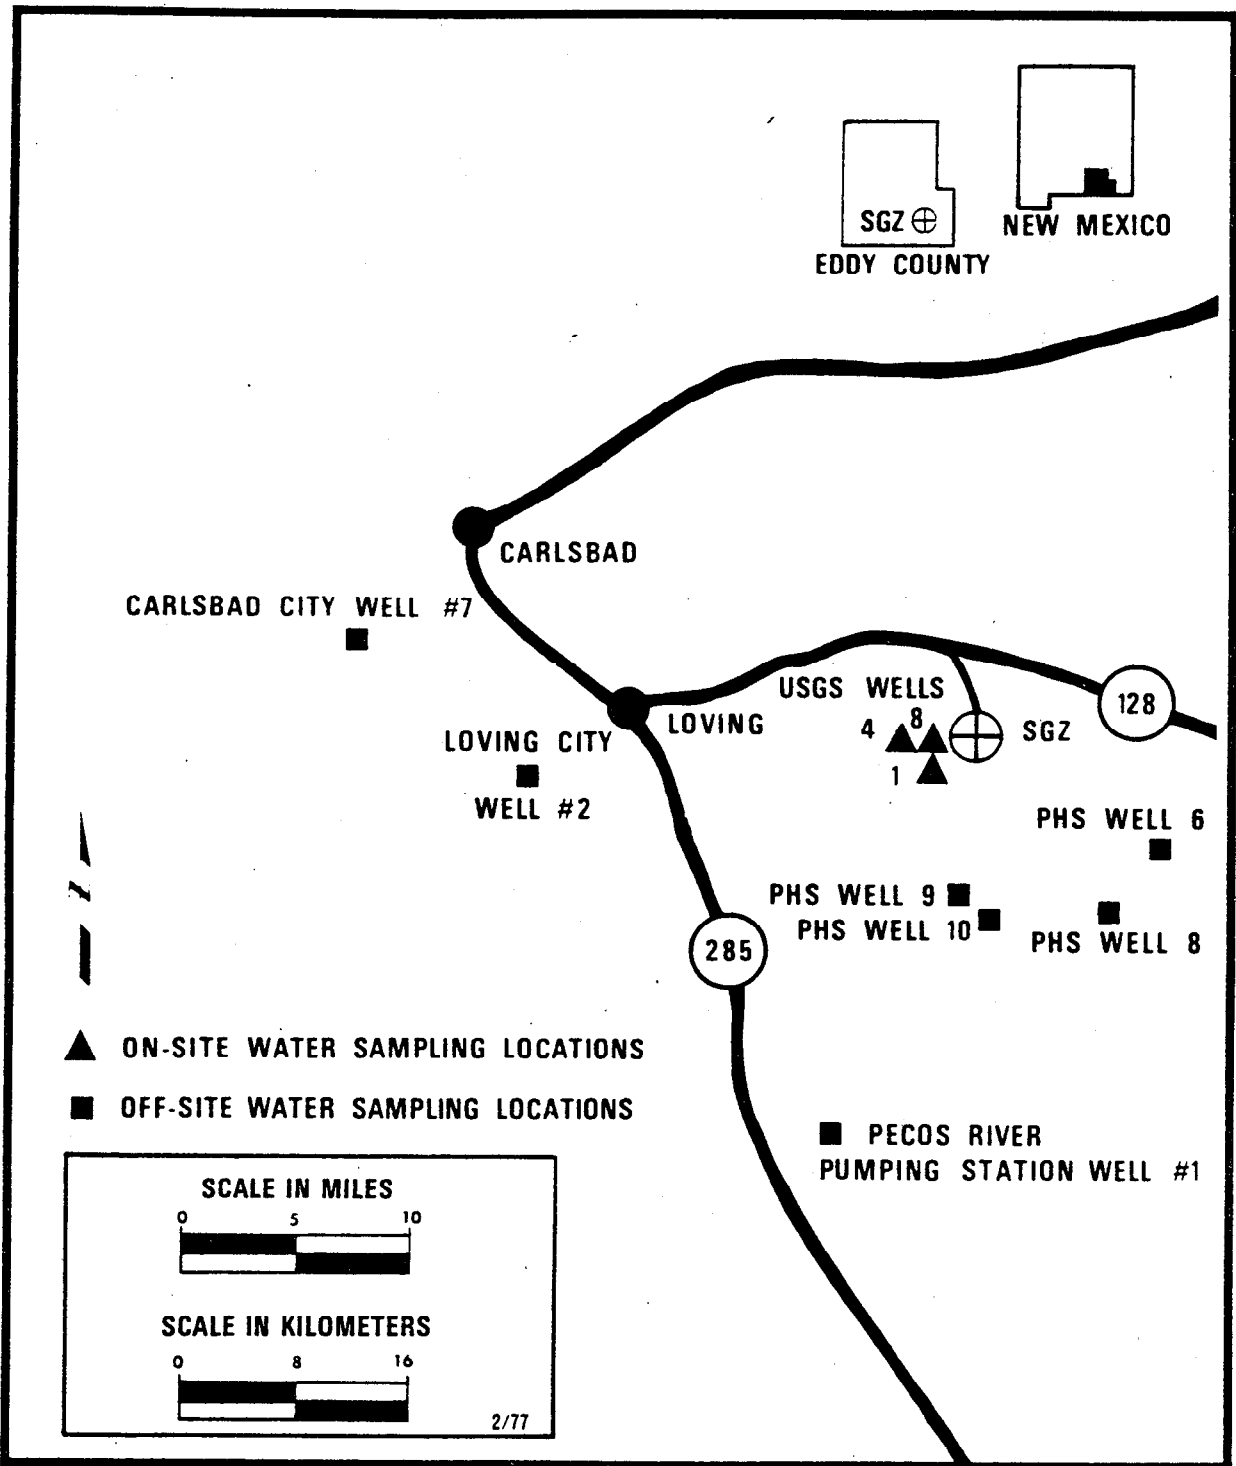 SGZ
EDDY COUNTY
NEW MEXICO
CARLSBAD
CARLSBAD CITY WELL #7
USGS WELLS
4
8
1
SGZ
128
LOVING
LOVING CITY
WELL #2
PHS WELL 6
PHS WELL 9
PHS WELL 10
PHS WELL 8
285
N
ON-SITE WATER SAMPLING LOCATIONS
OFF-SITE WATER SAMPLING LOCATIONS
PECOS RIVER
PUMPING STATION WELL #1
SCALE IN MILES
0 5 10
SCALE IN KILOMETERS
0 8 16
2/77